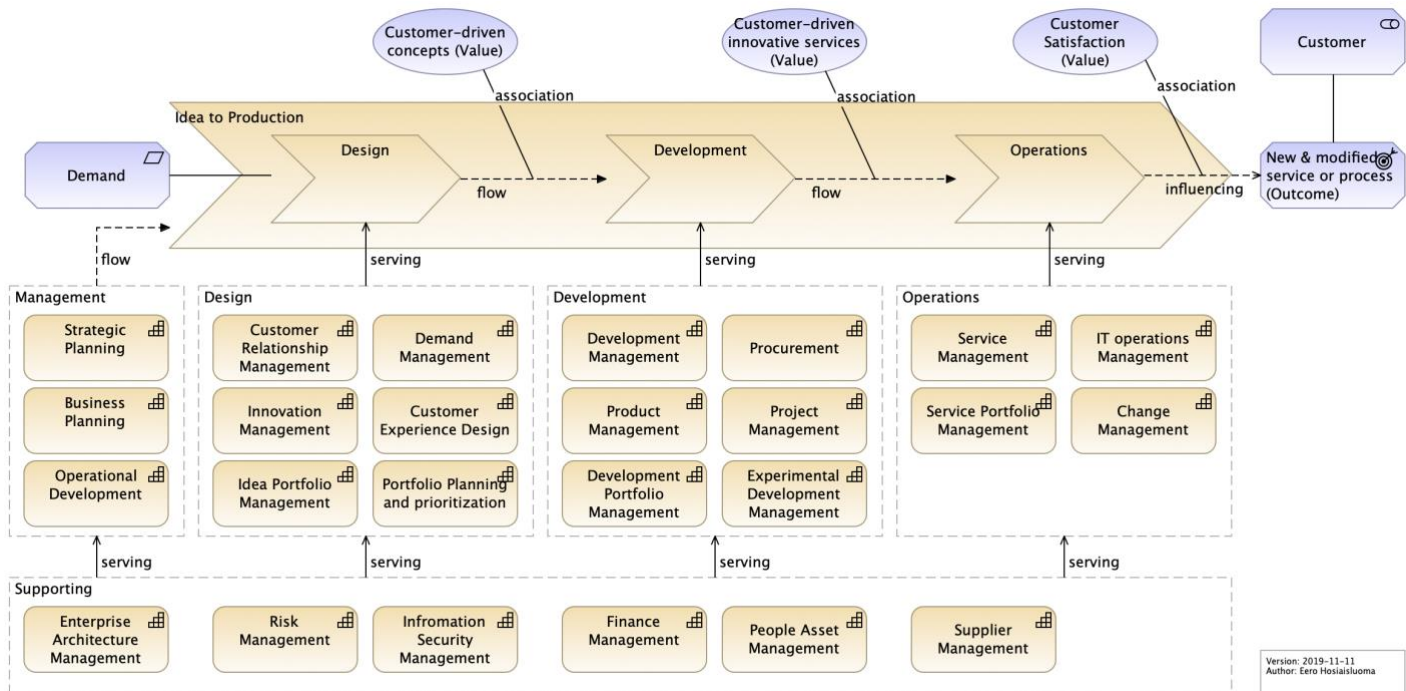 Customer-driven
concepts (Value)
Customer-driven
innovative services
(Value)
Customer
Satisfaction
(Value)
Customer
association
association
association
Idea to Production
Demand
Design
Development
Operations
New & modified
service or process
(Outcome)
flow
flow
influencing
flow
serving
serving
serving
Management
Strategic
Planning
Business
Planning
Operational
Development
Design
Customer
Relationship
Management
Demand
Management
Innovation
Management
Customer
Experience Design
Idea Portfolio
Management
Portfolio Planning
and prioritization
Development
Development
Management
Procurement
Product
Management
Project
Management
Development
Portfolio
Management
Experimental
Development
Management
Operations
Service
Management
IT operations
Management
Service Portfolio
Management
Change
Management
serving
serving
serving
serving
Supporting
Enterprise
Architecture
Management
Risk
Management
Infromation
Security
Management
Finance
Management
People Asset
Management
Supplier
Management
Version: 2019-11-11
Author: Eero Hosiaisluoma